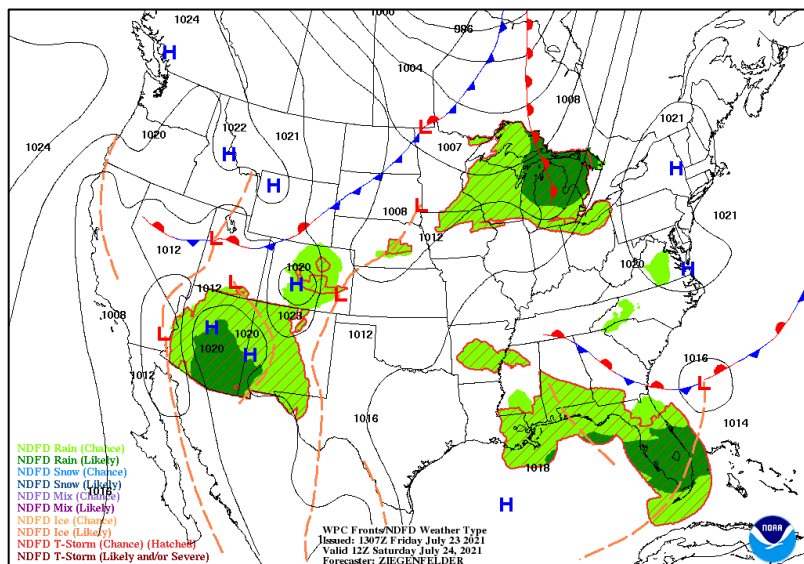 1024
1000
986
H
1004
1008
1020
1022
1021
L
1007
1021
1024
H
H
H
1008
L
1021
1012
L
1012
1020
H
1020
H
L
1012
L
1008
1023
H
1020
1020
H
L
1012
1012
1016
L
1016
1014
1018
H
1016
NDFD Rain (Chance)
NDFD Rain (Likely)
NDFD Snow (Chance)
NDFD Snow (Likely)
NDFD Mix (Chance)
NDFD Mix (Likely)
NDFD Ice (Chance)
NDFD Ice (Likely)
NDFD T-Storm (Chance) (Hatched)
NDFD T-Storm (Likely and/or Severe)
WPC Fronts/NDFD Weather Type
Issued: 1307Z Friday July 23 2021
Valid 12Z Saturday July 24, 2021
Forecaster: ZIEGENFELDER
NOAA